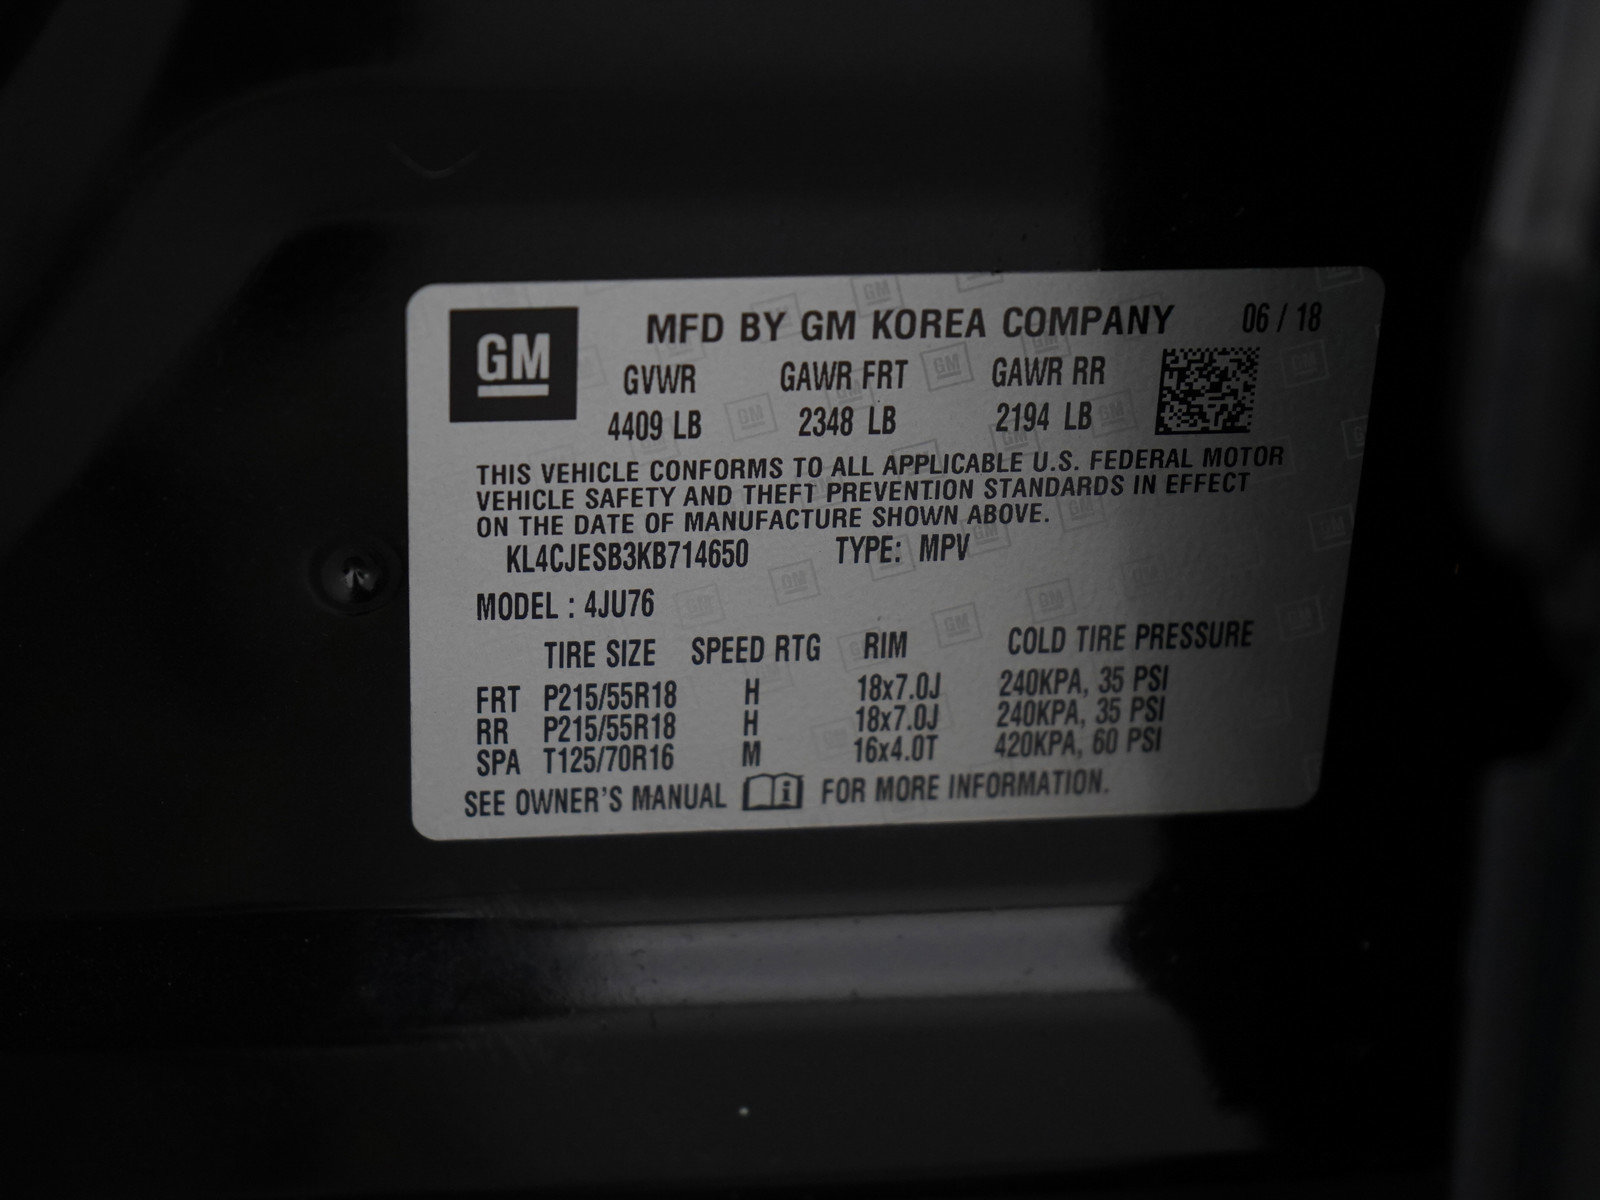 GM
MFD BY GM KOREA COMPANY 06 / 18
GVWR GAWR FRT GAWR RR
4409 LB 2348 LB 2194 LB
THIS VEHICLE CONFORMS TO ALL APPLICABLE U.S. FEDERAL MOTOR
VEHICLE SAFETY AND THEFT PREVENTION STANDARDS IN EFFECT
ON THE DATE OF MANUFACTURE SHOWN ABOVE.
KL4CJESB3KB714650 TYPE: MPV
MODEL : 4JU76
TIRE SIZE SPEED RTG RIM COLD TIRE PRESSURE
FRT P215/55R18 H 18x7.0J 240KPA, 35 PSI
RR P215/55R18 H 18x7.0J 240KPA, 35 PSI
SPA T125/70R16 M 16x4.0T 420KPA, 60 PSI
SEE OWNER'S MANUAL i FOR MORE INFORMATION.